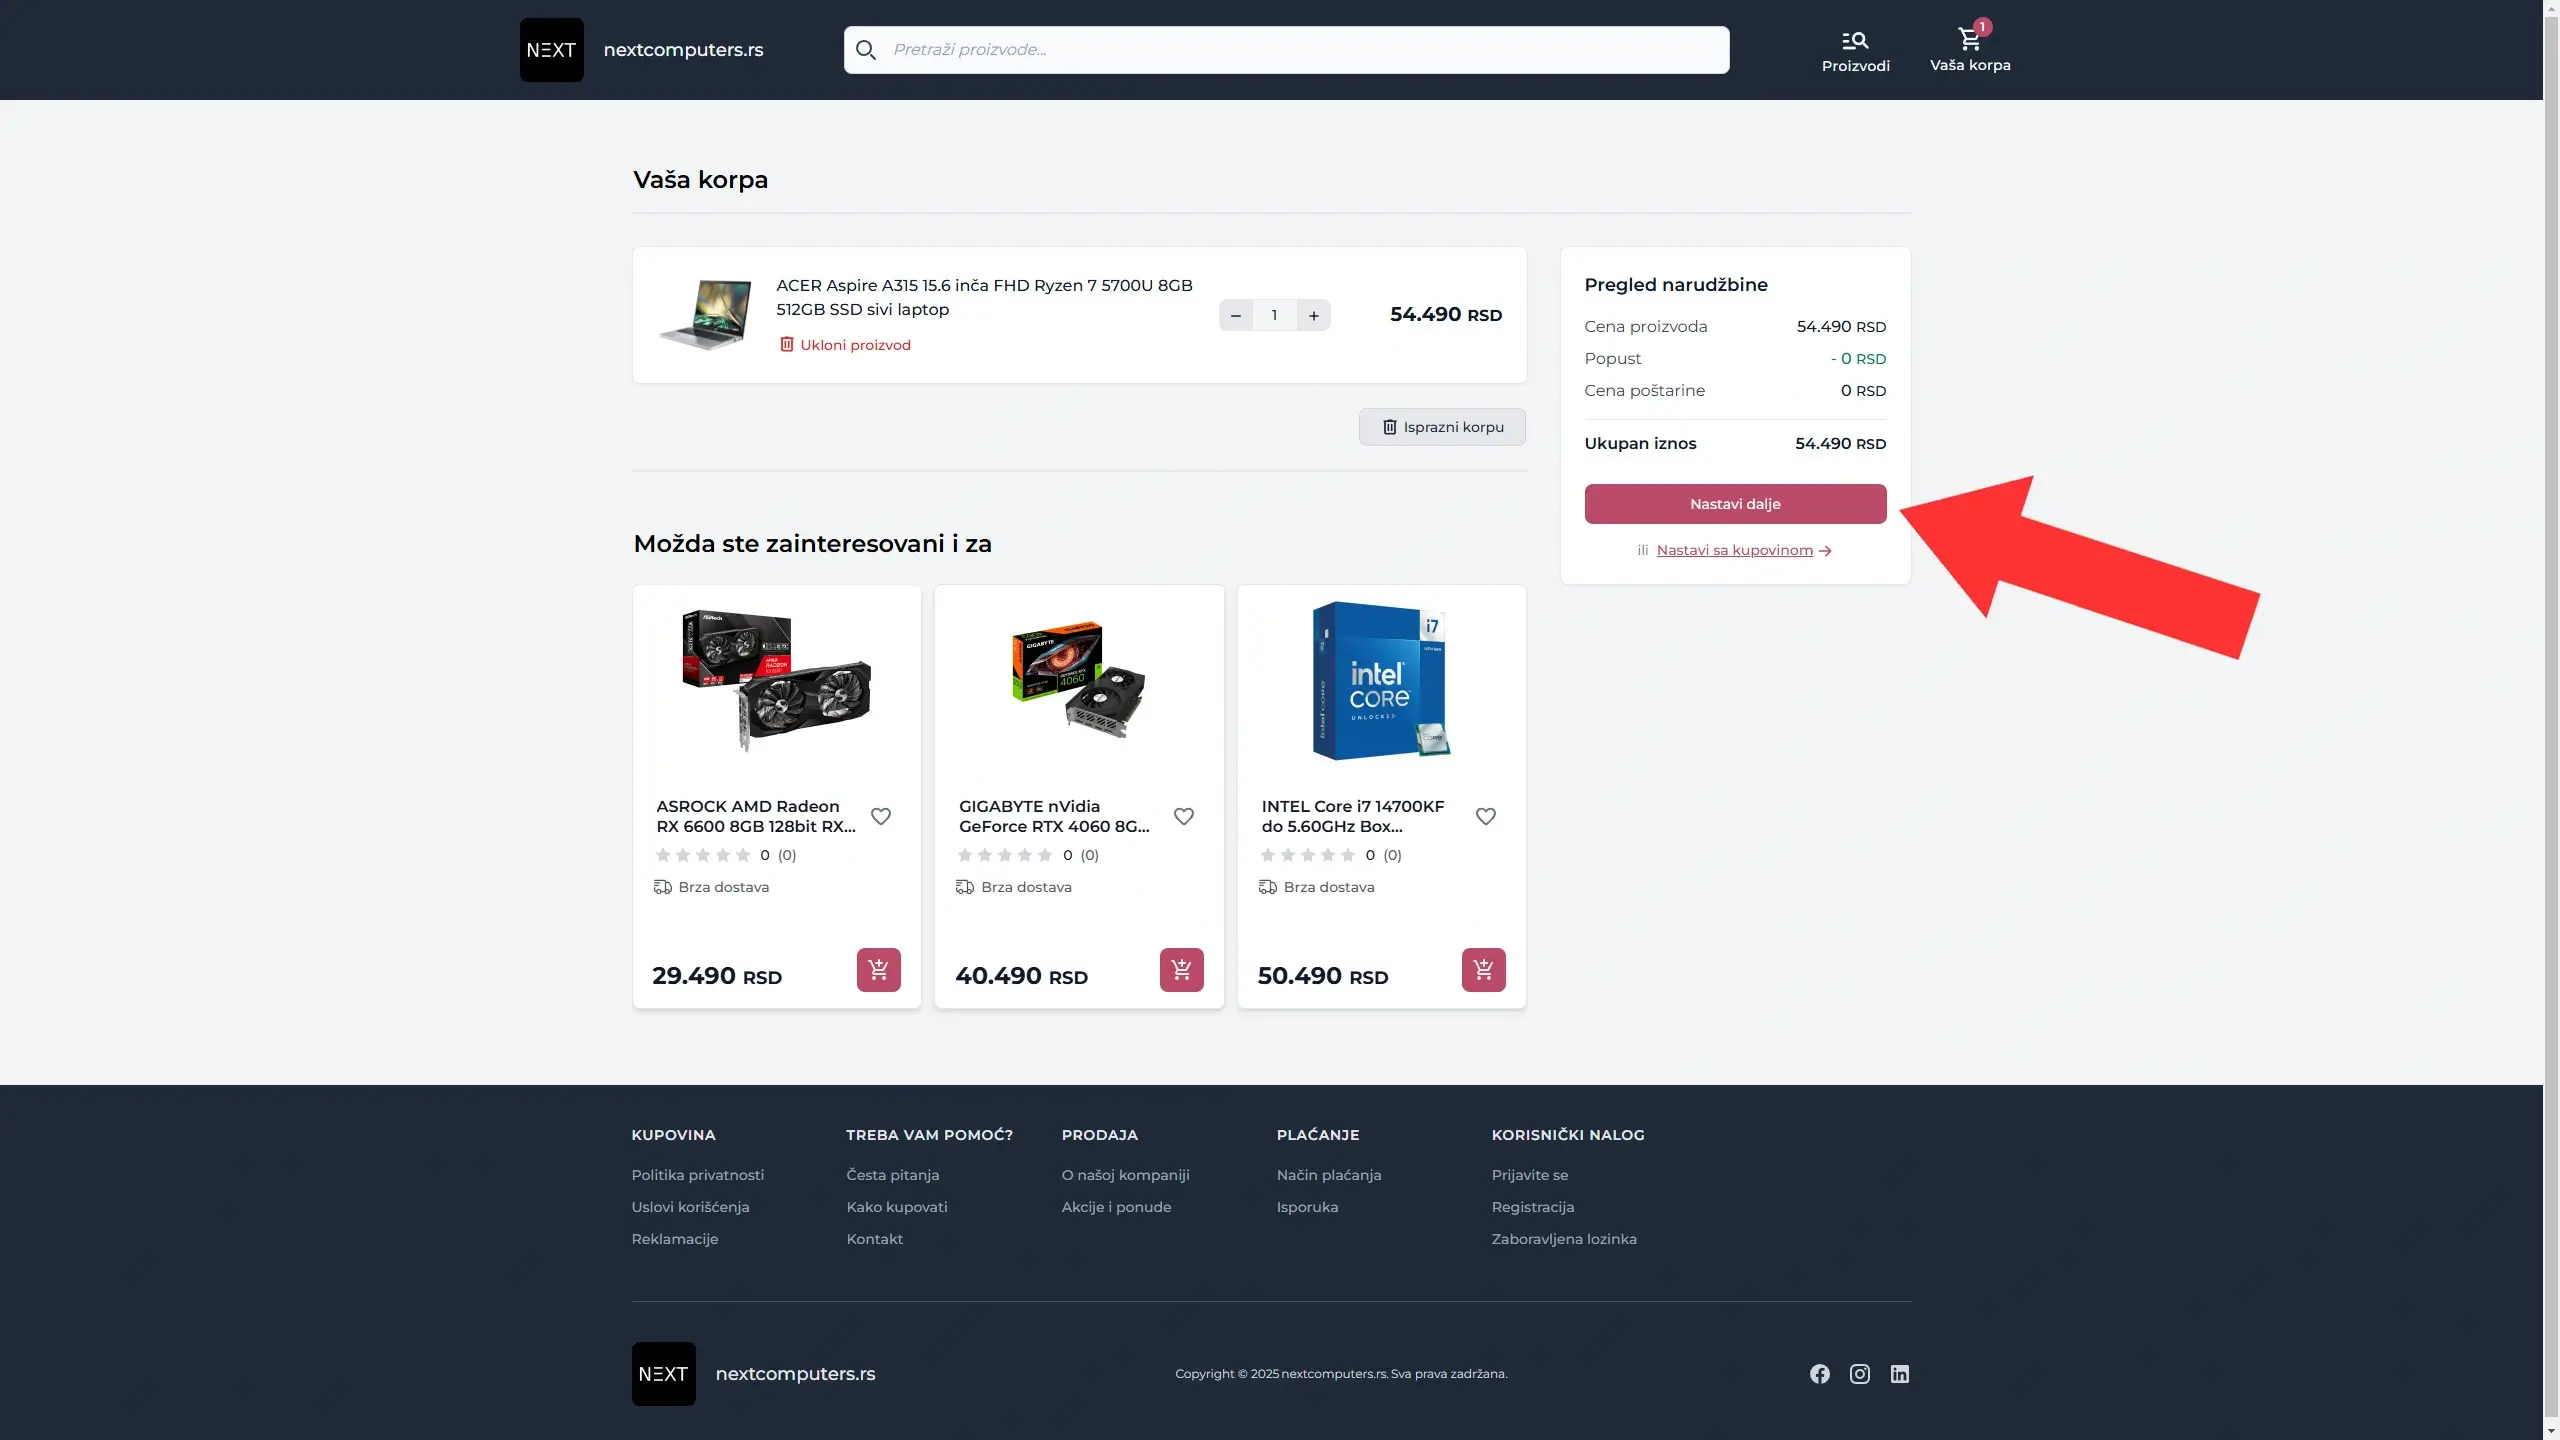 NEXT
nextcomputers.rs
Pretraži proizvode...
Proizvodi
1
Vaša korpa
Vaša korpa
ACER Aspire A315 15.6 inča FHD Ryzen 7 5700U 8GB
512GB SSD sivi laptop
Ukloni proizvod
− 1 +
54.490 RSD
Isprazni korpu
Pregled narudžbine
Cena proizvoda 54.490 RSD
Popust - 0 RSD
Cena poštarine 0 RSD
Ukupan iznos 54.490 RSD
Nastavi dalje
ili Nastavi sa kupovinom →
Možda ste zainteresovani i za
GIGABYTE
4060
i7
intel
CORE
UNLOCKED
ASROCK AMD Radeon
RX 6600 8GB 128bit RX...
0 (0)
Brza dostava
29.490 RSD
GIGABYTE nVidia
GeForce RTX 4060 8G...
0 (0)
Brza dostava
40.490 RSD
INTEL Core i7 14700KF
do 5.60GHz Box...
0 (0)
Brza dostava
50.490 RSD
KUPOVINA
Politika privatnosti
Uslovi korišćenja
Reklamacije
TREBA VAM POMOĆ?
Česta pitanja
Kako kupovati
Kontakt
PRODAJA
O našoj kompaniji
Akcije i ponude
PLAĆANJE
Način plaćanja
Isporuka
KORISNIČKI NALOG
Prijavite se
Registracija
Zaboravljena lozinka
NEXT
nextcomputers.rs
Copyright © 2025 nextcomputers.rs. Sva prava zadržana.